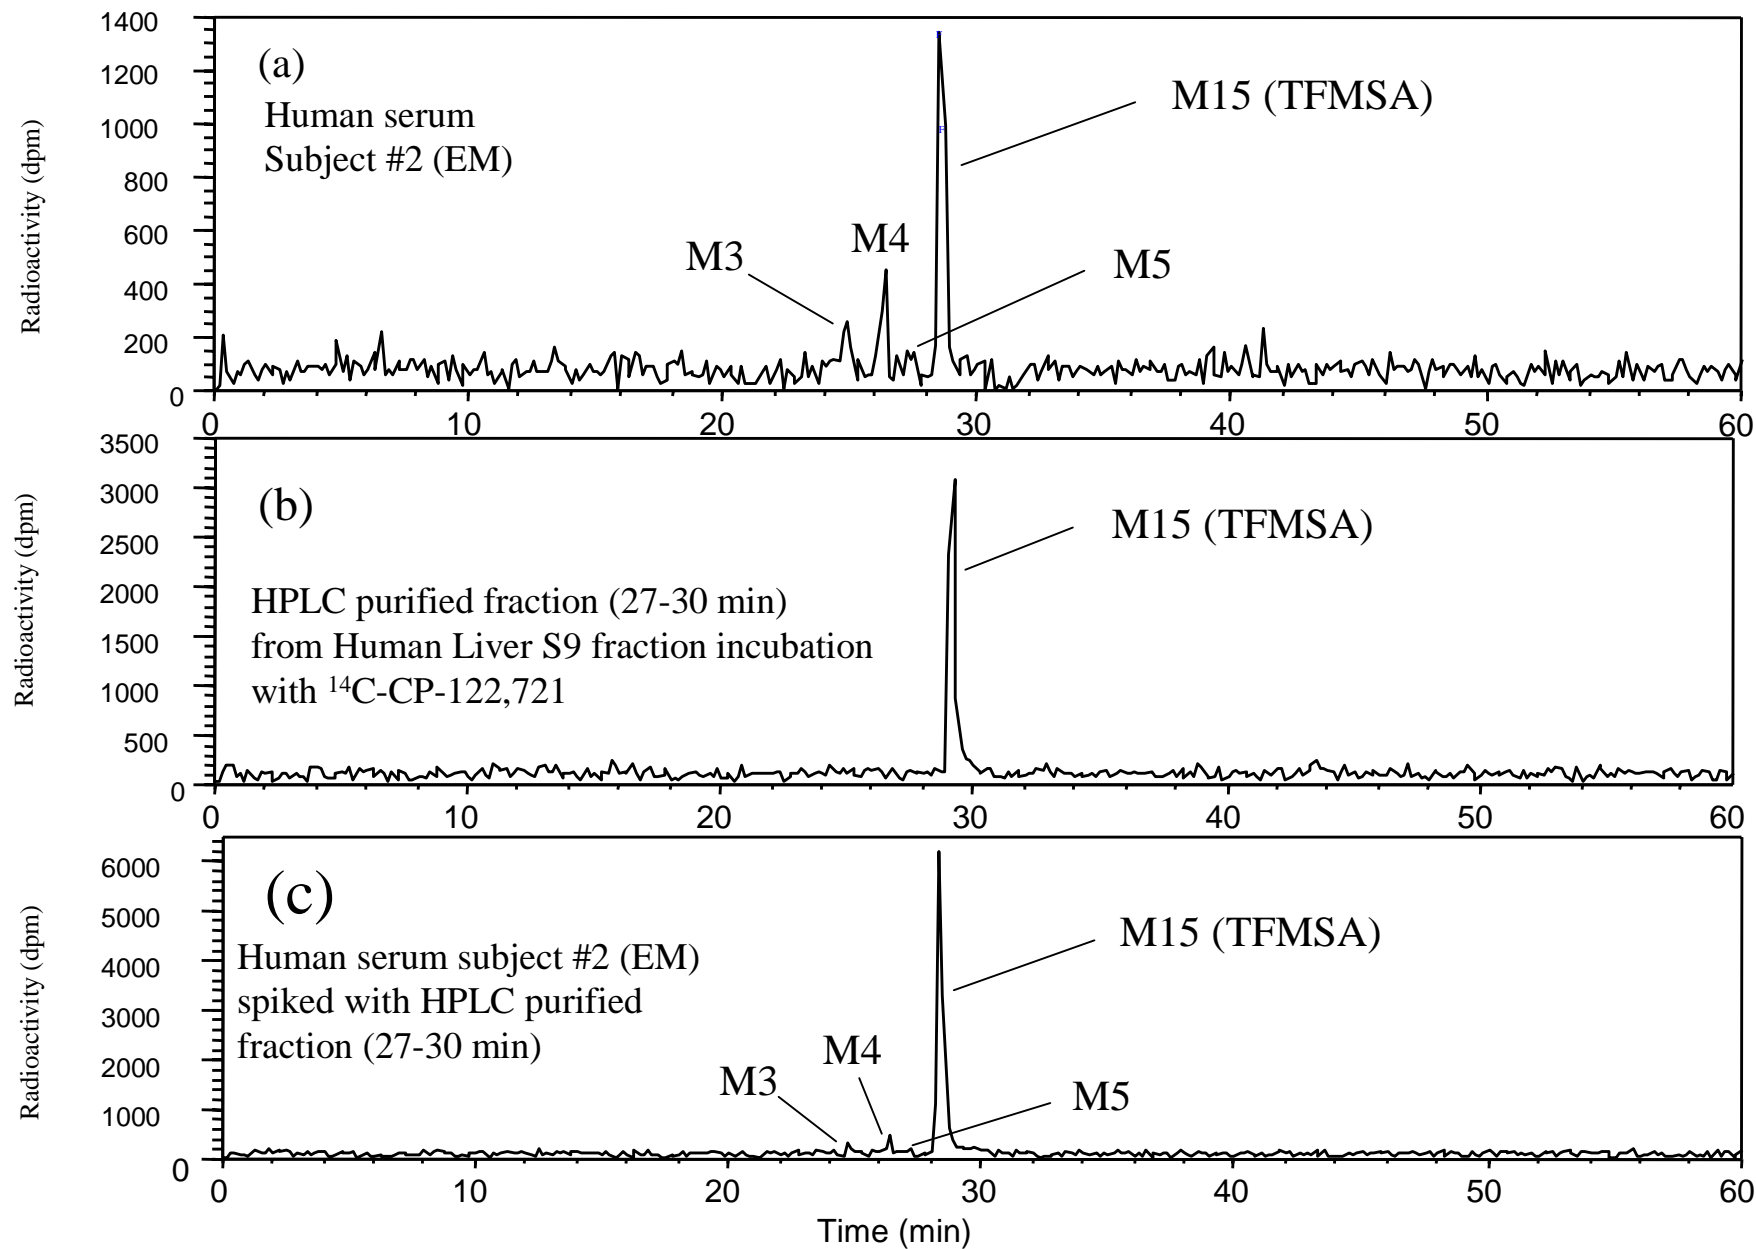 1400
1200
1000
800
600
400
200
0
Radioactivity (dpm)
(a)
Human serum
Subject #2 (EM)
M3
M4
M15 (TFMSA)
M5
0 10 20 30 40 50 60
3500
3000
2500
2000
1500
1000
500
0
Radioactivity (dpm)
(b)
HPLC purified fraction (27-30 min)
from Human Liver S9 fraction incubation
with ¹⁴C-CP-122,721
M15 (TFMSA)
0 10 20 30 40 50 60
6000
5000
4000
3000
2000
1000
0
Radioactivity (dpm)
(c)
Human serum subject #2 (EM)
spiked with HPLC purified
fraction (27-30 min)
M3
M4
M15 (TFMSA)
M5
0 10 20 30 40 50 60
Time (min)